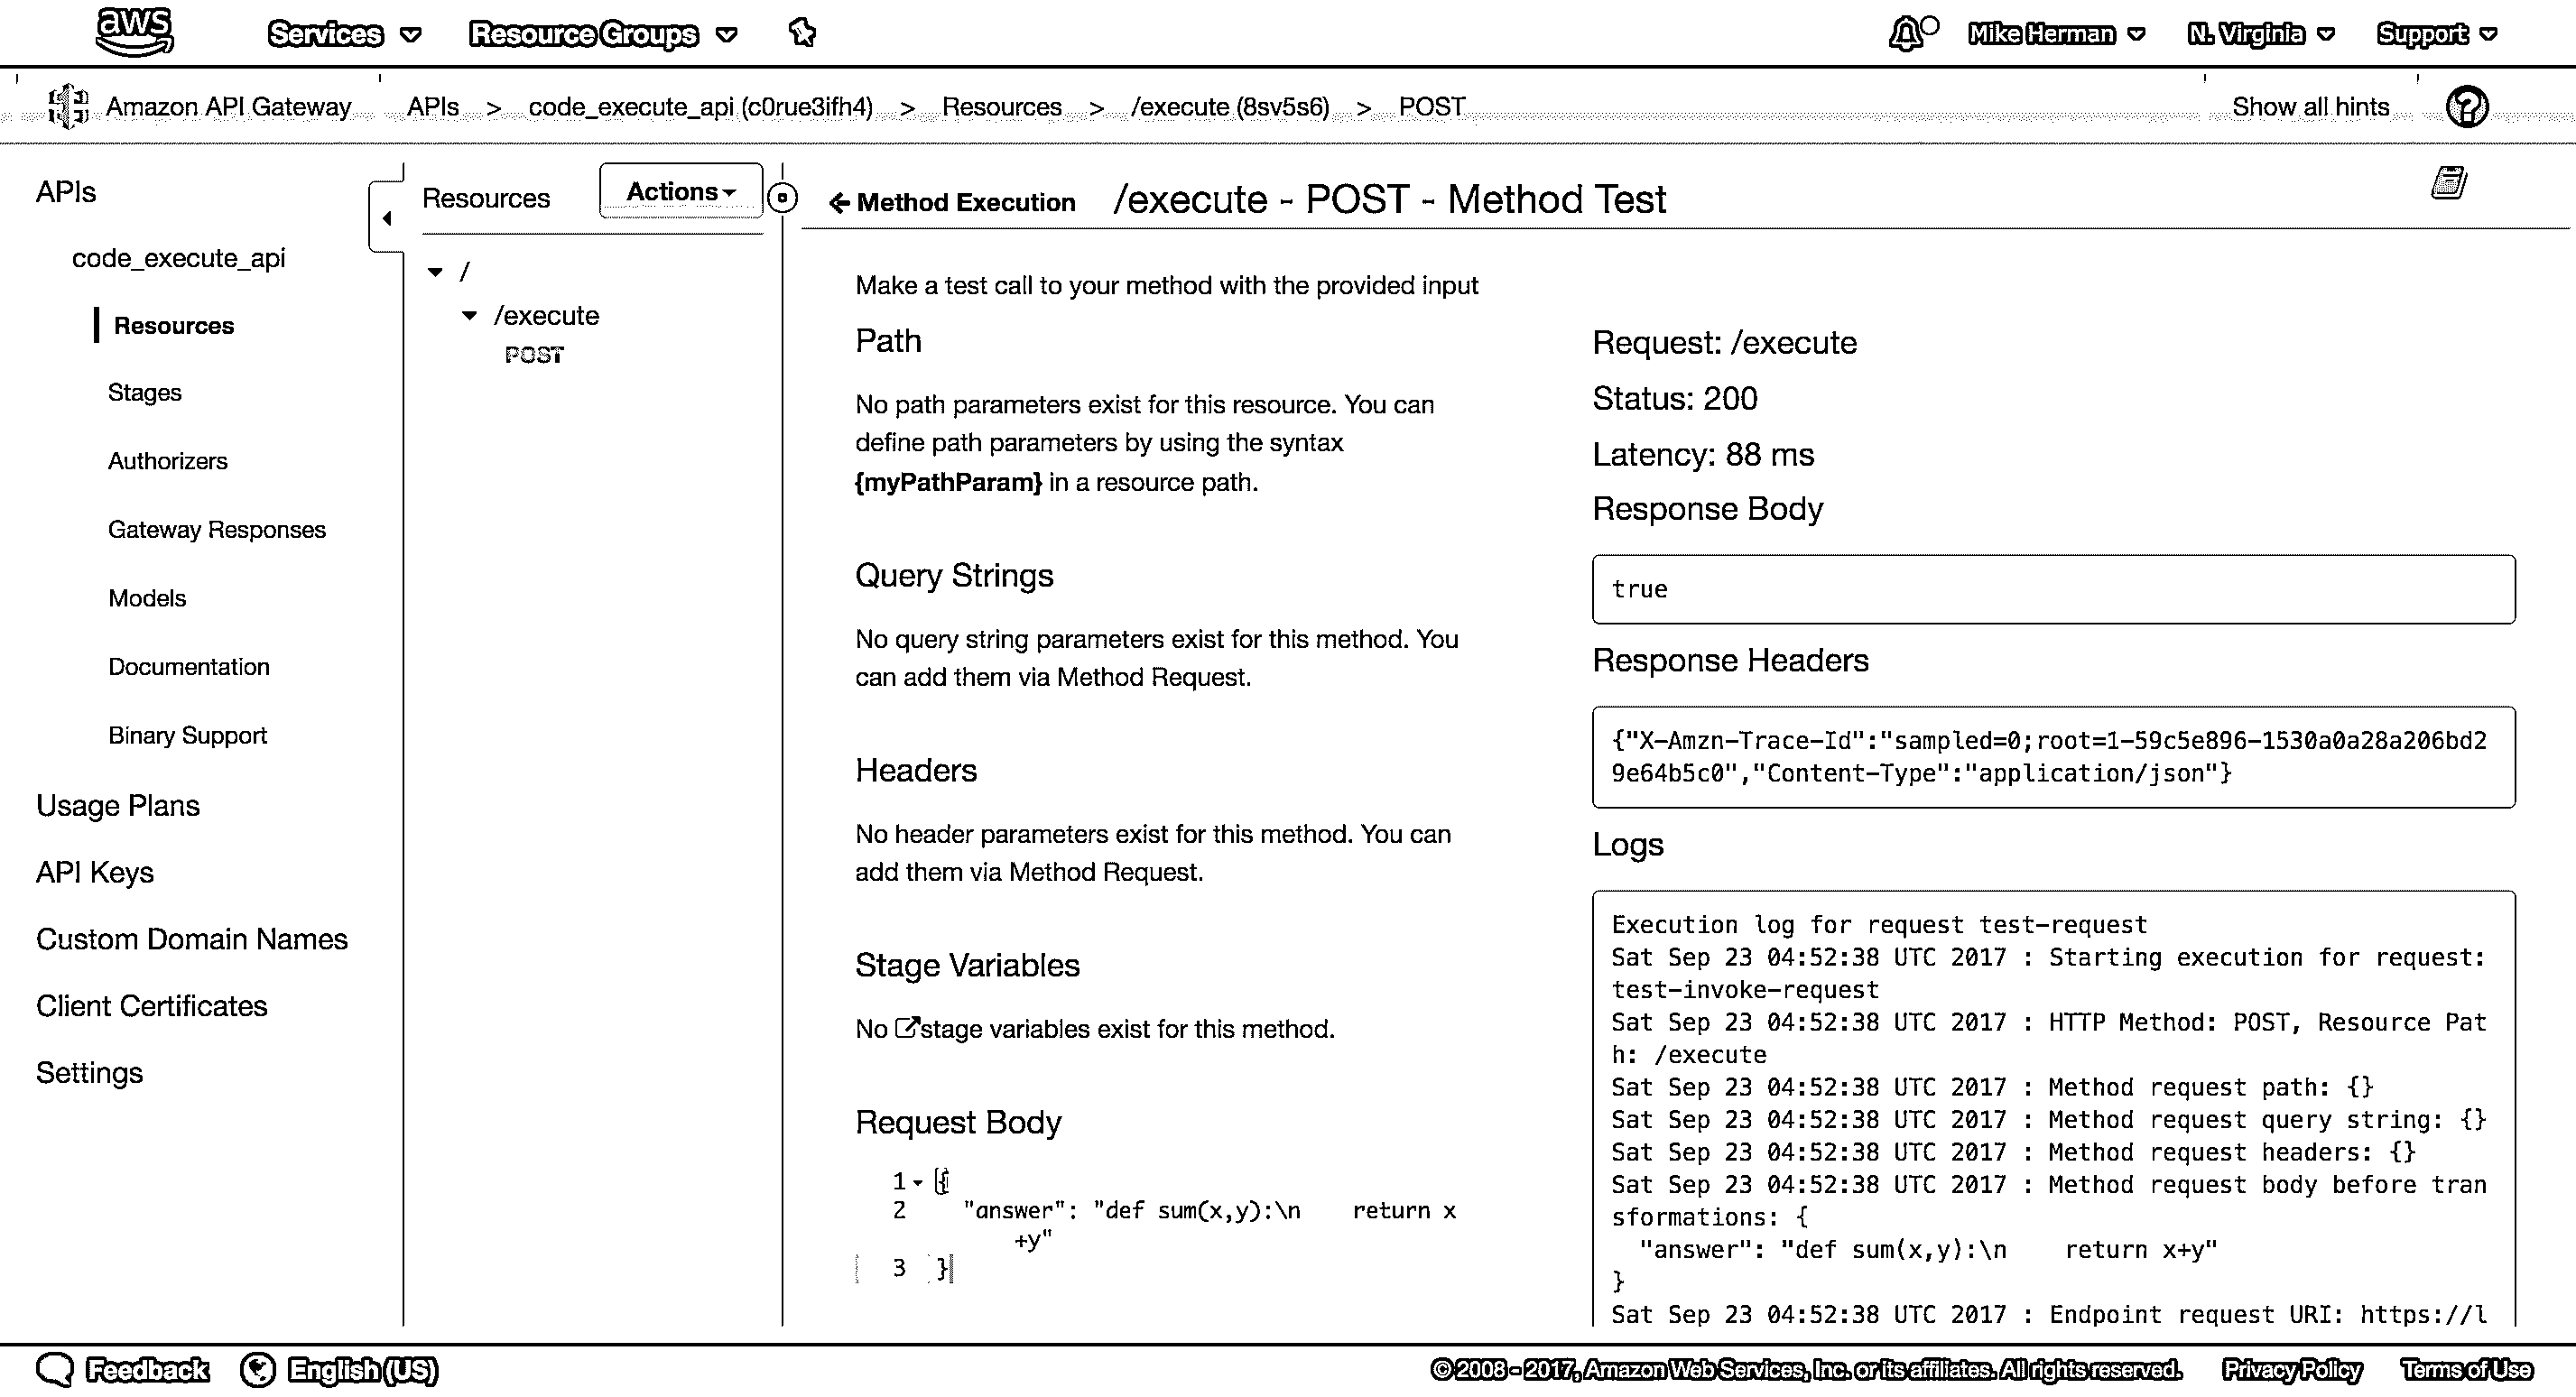 aws Services Resource Groups Mike Herman N. Virginia Support
Amazon API Gateway APIs > code_execute_api (c0rue3ifh4) > Resources > /execute (8sv5s6) > POST Show all hints
APIs
code_execute_api
Resources
Stages
Authorizers
Gateway Responses
Models
Documentation
Binary Support
Usage Plans
API Keys
Custom Domain Names
Client Certificates
Settings
Resources Actions
/
/execute
POST
Method Execution /execute - POST - Method Test
Make a test call to your method with the provided input
Path
No path parameters exist for this resource. You can
define path parameters by using the syntax
{myPathParam} in a resource path.
Query Strings
No query string parameters exist for this method. You
can add them via Method Request.
Headers
No header parameters exist for this method. You can
add them via Method Request.
Stage Variables
No stage variables exist for this method.
Request Body
1 {
2 "answer": "def sum(x,y):\n    return x
+y"
3 }
Request: /execute
Status: 200
Latency: 88 ms
Response Body
true
Response Headers
{"X-Amzn-Trace-Id":"sampled=0;root=1-59c5e896-1530a0a28a206bd2
9e64b5c0","Content-Type":"application/json"}
Logs
Execution log for request test-request
Sat Sep 23 04:52:38 UTC 2017 : Starting execution for request:
test-invoke-request
Sat Sep 23 04:52:38 UTC 2017 : HTTP Method: POST, Resource Pat
h: /execute
Sat Sep 23 04:52:38 UTC 2017 : Method request path: {}
Sat Sep 23 04:52:38 UTC 2017 : Method request query string: {}
Sat Sep 23 04:52:38 UTC 2017 : Method request headers: {}
Sat Sep 23 04:52:38 UTC 2017 : Method request body before tran
sformations: {
"answer": "def sum(x,y):\n    return x+y"
}
Sat Sep 23 04:52:38 UTC 2017 : Endpoint request URI: https://l
Feedback English (US) © 2008 - 2017, Amazon Web Services, Inc. or its affiliates. All rights reserved. Privacy Policy Terms of Use